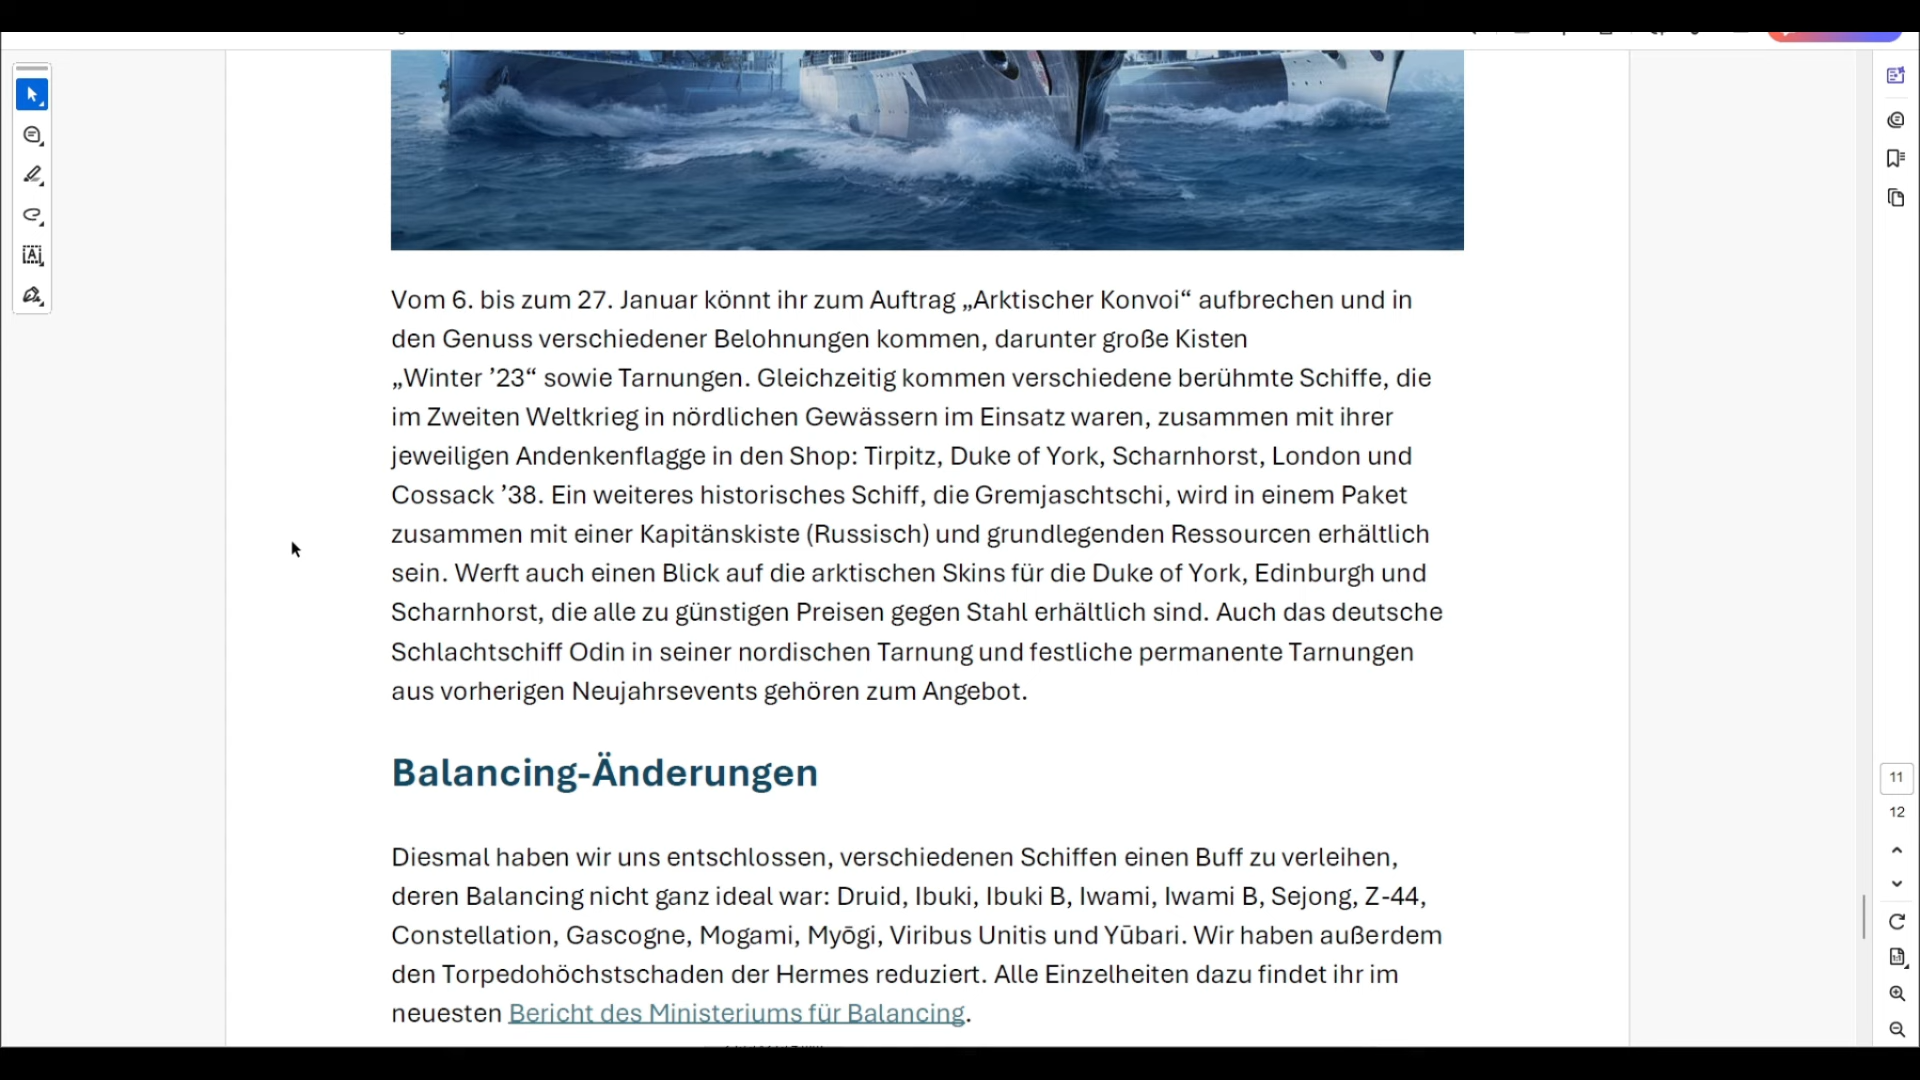 Vom 6. bis zum 27. Januar könnt ihr zum Auftrag „Arktischer Konvoi“ aufbrechen und in
den Genuss verschiedener Belohnungen kommen, darunter große Kisten
„Winter ’23“ sowie Tarnungen. Gleichzeitig kommen verschiedene berühmte Schiffe, die
im Zweiten Weltkrieg in nördlichen Gewässern im Einsatz waren, zusammen mit ihrer
jeweiligen Andenkenflagge in den Shop: Tirpitz, Duke of York, Scharnhorst, London und
Cossack ’38. Ein weiteres historisches Schiff, die Gremjaschtschi, wird in einem Paket
zusammen mit einer Kapitänskiste (Russisch) und grundlegenden Ressourcen erhältlich
sein. Werft auch einen Blick auf die arktischen Skins für die Duke of York, Edinburgh und
Scharnhorst, die alle zu günstigen Preisen gegen Stahl erhältlich sind. Auch das deutsche
Schlachtschiff Odin in seiner nordischen Tarnung und festliche permanente Tarnungen
aus vorherigen Neujahrsevents gehören zum Angebot.
Balancing-Änderungen
Diesmal haben wir uns entschlossen, verschiedenen Schiffen einen Buff zu verleihen,
deren Balancing nicht ganz ideal war: Druid, Ibuki, Ibuki B, Iwami, Iwami B, Sejong, Z-44,
Constellation, Gascogne, Mogami, Myōgi, Viribus Unitis und Yūbari. Wir haben außerdem
den Torpedohöchstschaden der Hermes reduziert. Alle Einzelheiten dazu findet ihr im
neuesten Bericht des Ministeriums für Balancing.
11
12